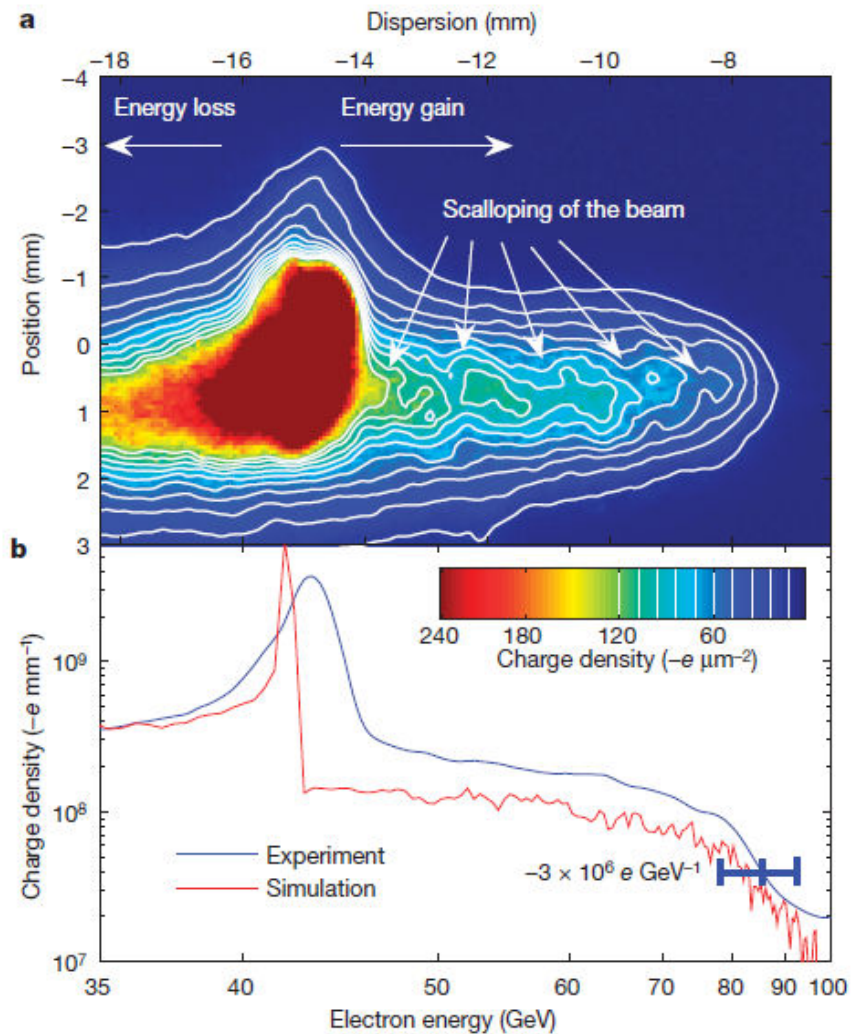 a
Dispersion (mm)
−18 −16 −14 −12 −10 −8
−4
−3
−2
−1
0
1
2
3
Position (mm)
Energy loss
Energy gain
Scalloping of the beam
b
240 180 120 60
Charge density (−e μm⁻²)
10⁹
10⁸
10⁷
Charge density (−e mm⁻¹)
Experiment
Simulation
−3 × 10⁶ e GeV⁻¹
35 40 50 60 70 80 90 100
Electron energy (GeV)